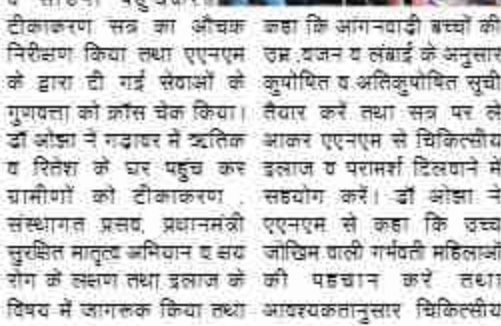 टीकाकरण सत्र का औचक
निरीक्षण किया तथा एएनएम
के द्वारा दी गई सेवाओं के
गुणवत्ता को क्रॉस चेक किया।
डॉ ओझा ने गढावर में ऋतिक
व रितेश के घर पहुंच कर
ग्रामीणों को टीकाकरण ,
संस्थागत प्रसव, प्रधानमंत्री
सुरक्षित मातृत्व अभियान व क्षय
रोग के लक्षण तथा इलाज के
विषय में जागरूक किया तथा
कहा कि आंगनवाडी बच्चों की
उम्र ,वजन व लंबाई के अनुसार
कुपोषित व अतिकुपोषित सूची
तैयार करें तथा सत्र पर ले
आकर एएनएम से चिकित्सीय
इलाज व परामर्श दिलवाने में
सहयोग करें। डॉ ओझा ने
एएनएम से कहा कि उच्च
जोखिम वाली गर्भवती महिलाओं
की पहचान करें तथा
आवश्यकतानुसार चिकित्सीय